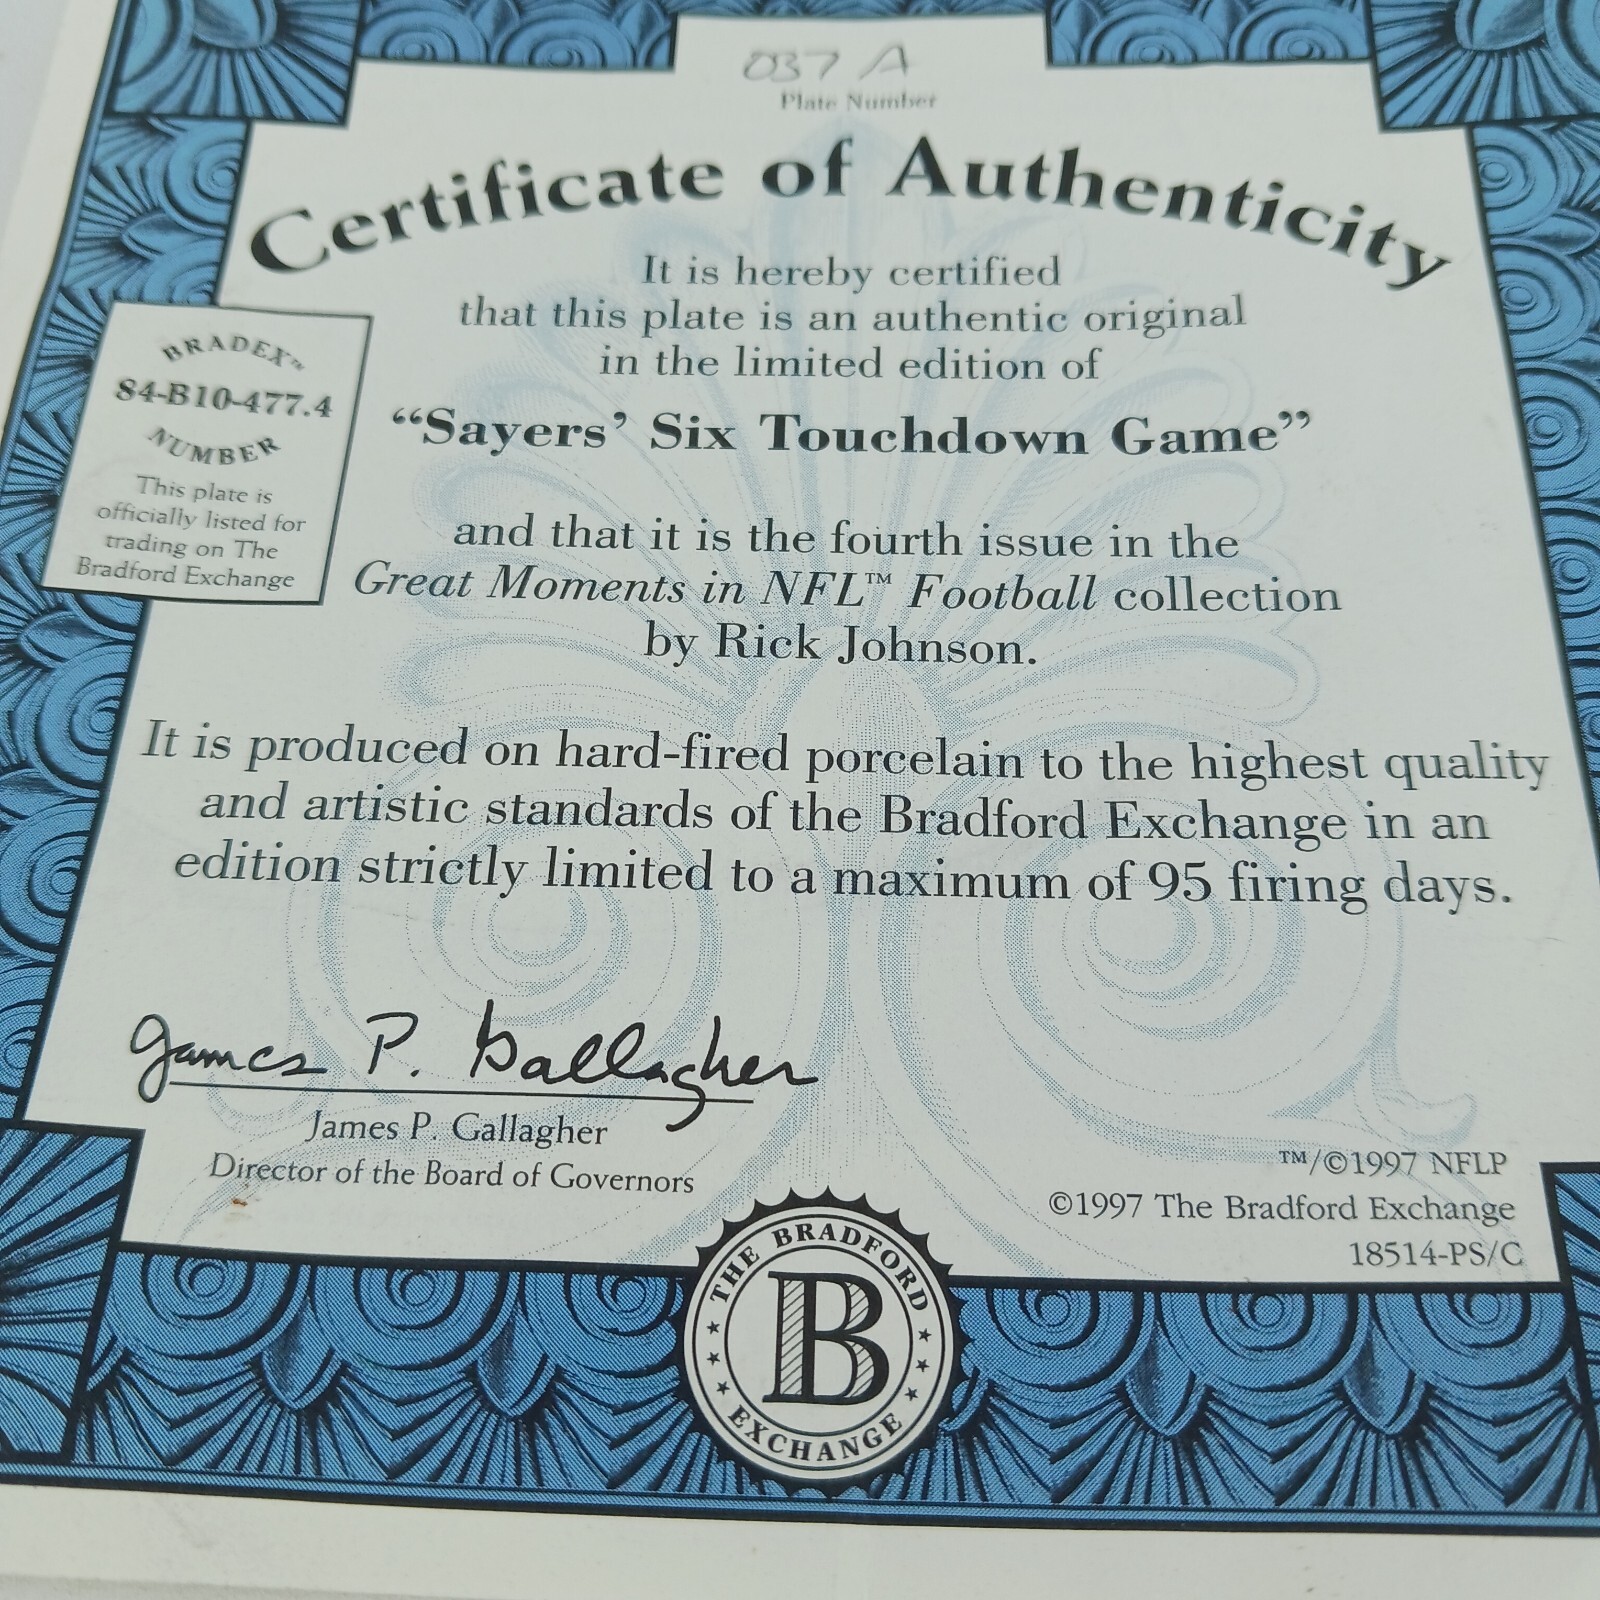 037 A
Plate Number
Certificate of Authenticity
It is hereby certified
that this plate is an authentic original
in the limited edition of
“Sayers’ Six Touchdown Game”
and that it is the fourth issue in the
Great Moments in NFL™ Football collection
by Rick Johnson.
BRADEX™
84-B10-477.4
NUMBER
This plate is
officially listed for
trading on The
Bradford Exchange
It is produced on hard-fired porcelain to the highest quality
and artistic standards of the Bradford Exchange in an
edition strictly limited to a maximum of 95 firing days.
James P. Gallagher
James P. Gallagher
Director of the Board of Governors
™/©1997 NFLP
©1997 The Bradford Exchange
18514-PS/C
THE BRADFORD
B
EXCHANGE